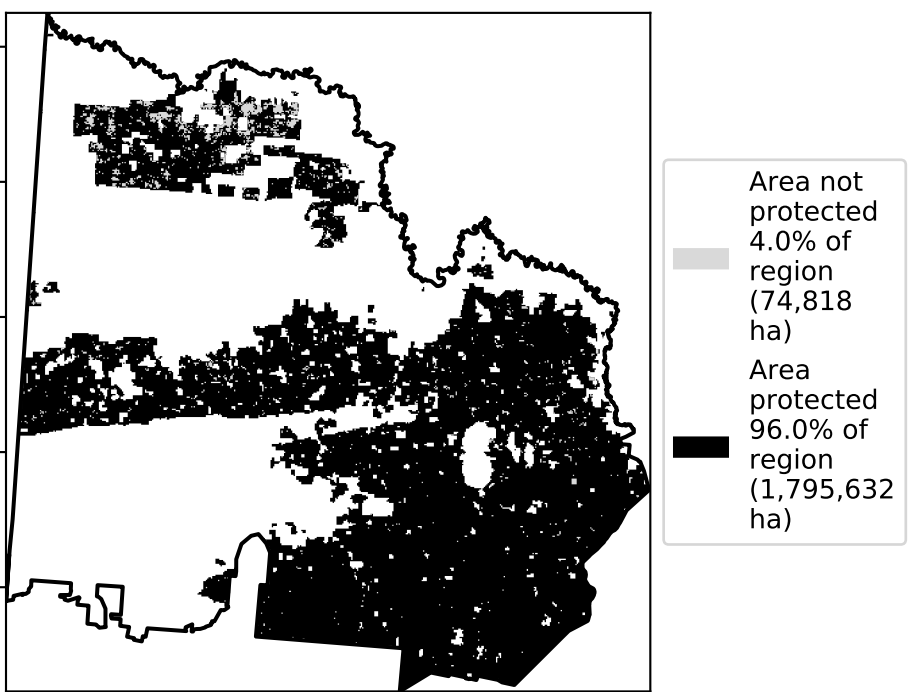 Area not
protected
4.0% of
region
(74,818
ha)
Area
protected
96.0% of
region
(1,795,632
ha)